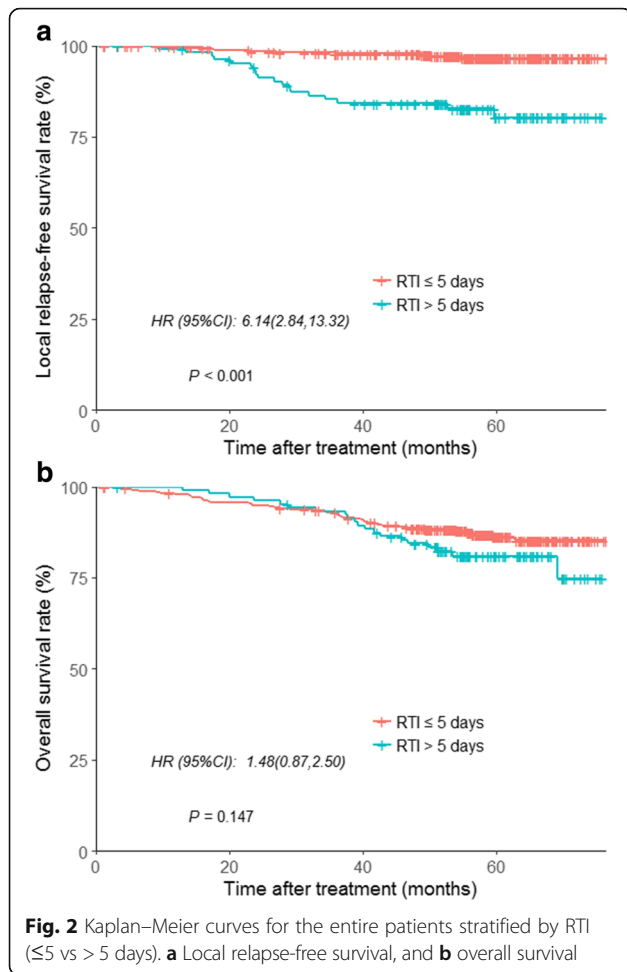 a
100
75
50
25
0
Local relapse-free survival rate (%)
RTI ≤ 5 days
RTI > 5 days
HR (95%CI): 6.14(2.84,13.32)
P < 0.001
0 20 40 60
Time after treatment (months)
b
100
75
50
25
0
Overall survival rate (%)
RTI ≤ 5 days
RTI > 5 days
HR (95%CI): 1.48(0.87,2.50)
P = 0.147
0 20 40 60
Time after treatment (months)
Fig. 2 Kaplan–Meier curves for the entire patients stratified by RTI
(≤5 vs > 5 days). a Local relapse-free survival, and b overall survival